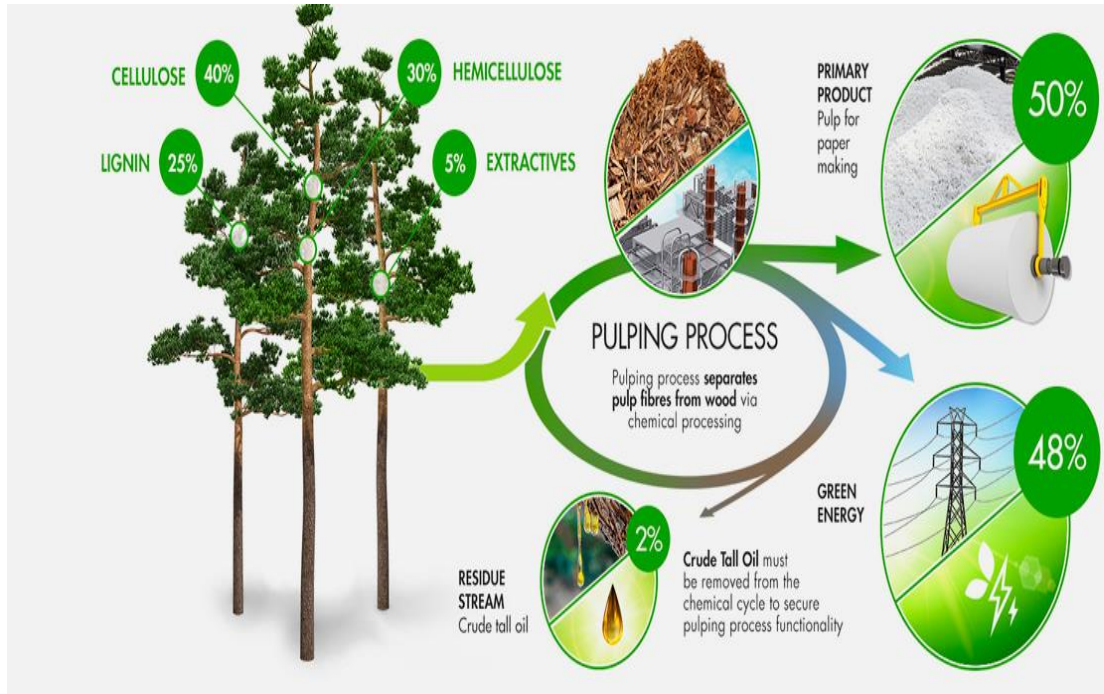 CELLULOSE 40%
30% HEMICELLULOSE
LIGNIN 25%
5% EXTRACTIVES
PRIMARY
PRODUCT
Pulp for
paper
making
50%
PULPING PROCESS
Pulping process separates
pulp fibres from wood via
chemical processing
GREEN
ENERGY
48%
RESIDUE
STREAM
Crude tall oil
2%
Crude Tall Oil must
be removed from the
chemical cycle to secure
pulping process functionality